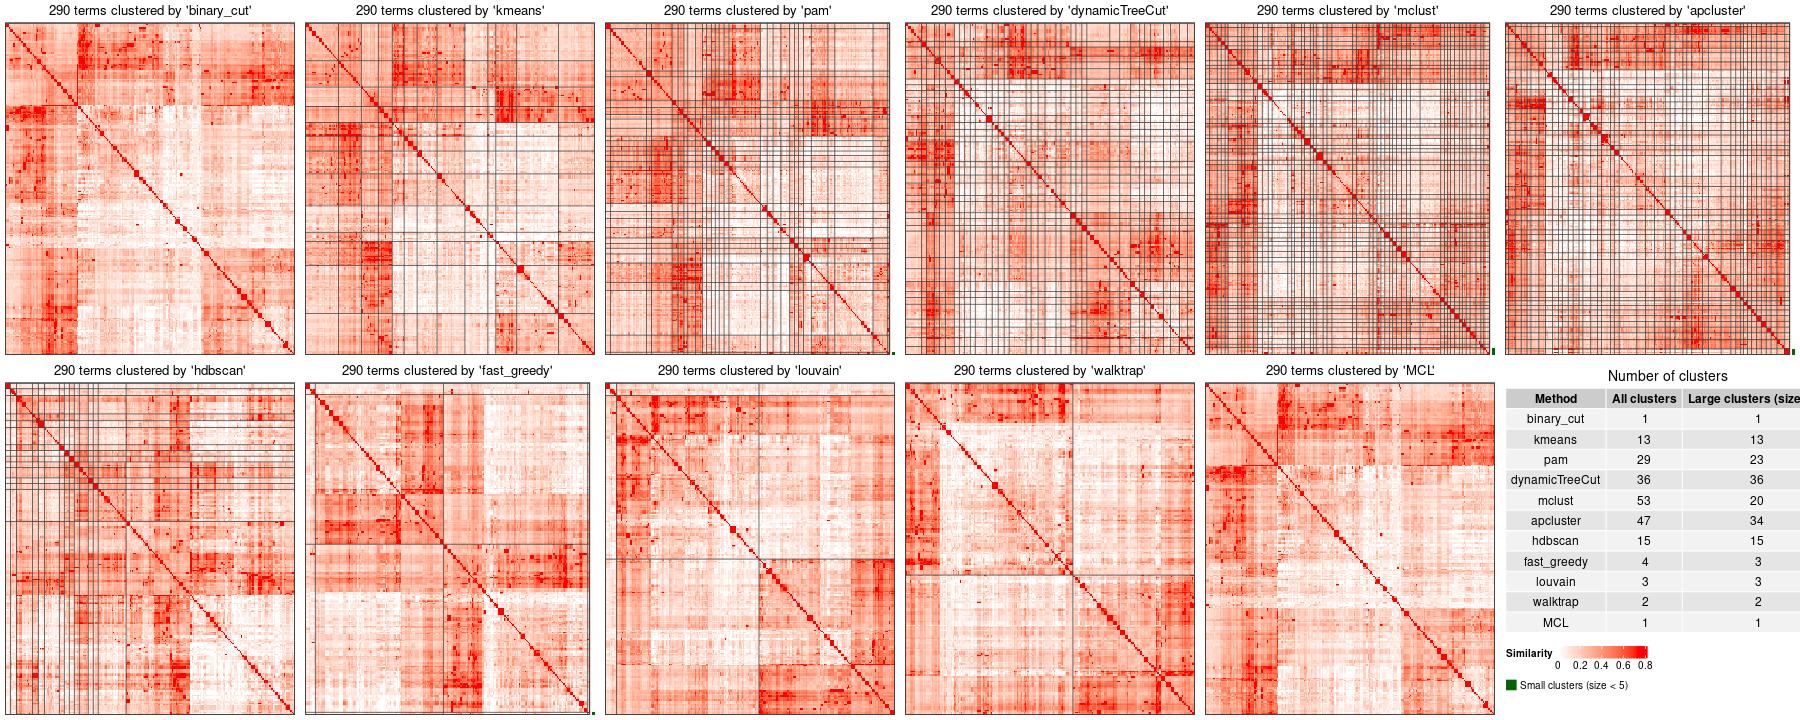 290 terms clustered by 'binary_cut'
290 terms clustered by 'kmeans'
290 terms clustered by 'pam'
290 terms clustered by 'dynamicTreeCut'
290 terms clustered by 'mclust'
290 terms clustered by 'apcluster'
290 terms clustered by 'hdbscan'
290 terms clustered by 'fast_greedy'
290 terms clustered by 'louvain'
290 terms clustered by 'walktrap'
290 terms clustered by 'MCL'
Number of clusters
Method All clusters Large clusters (size
binary_cut 1 1
kmeans 13 13
pam 29 23
dynamicTreeCut 36 36
mclust 53 20
apcluster 47 34
hdbscan 15 15
fast_greedy 4 3
louvain 3 3
walktrap 2 2
MCL 1 1
Similarity
0 0.2 0.4 0.6 0.8
Small clusters (size < 5)